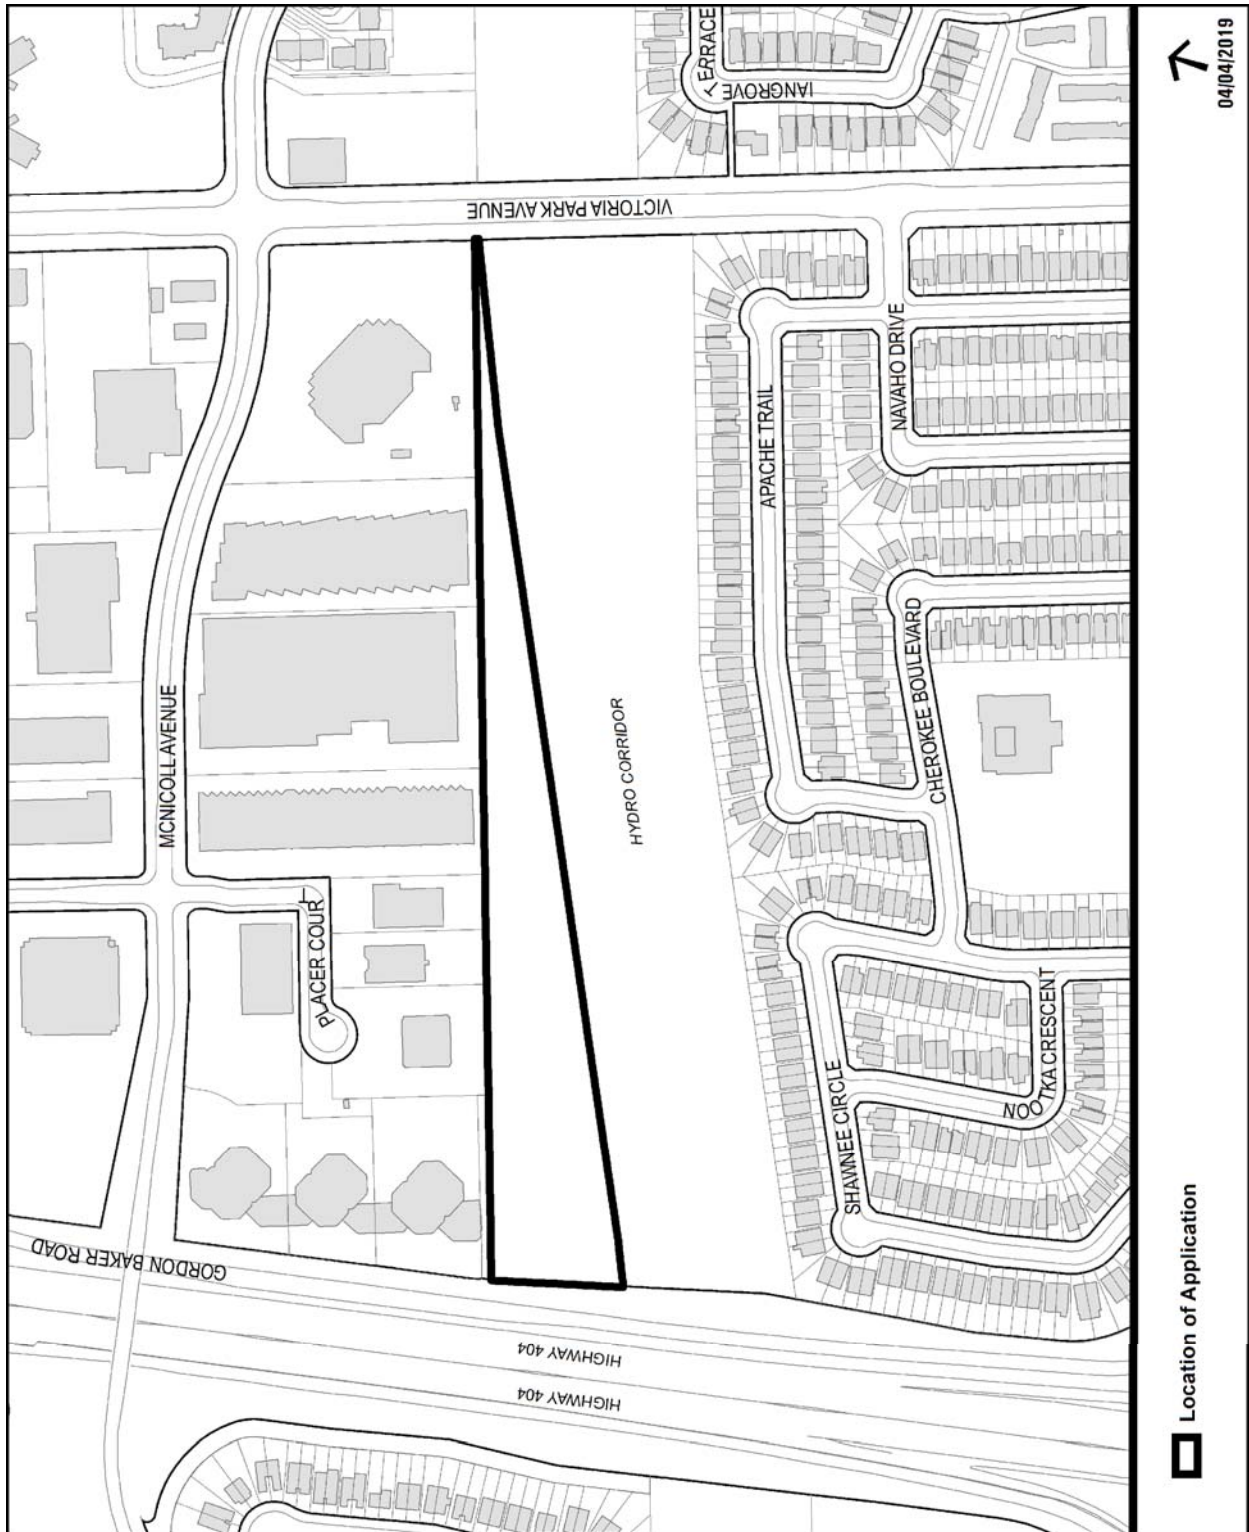 TERRACE
IANGROVE
VICTORIA PARK AVENUE
NAVAHO DRIVE
APACHE TRAIL
CHEROKEE BOULEVARD
MCNICOLL AVENUE
HYDRO CORRIDOR
PLACER COURT
NOOTKA CRESCENT
SHAWNEE CIRCLE
GORDON BAKER ROAD
HIGHWAY 404
HIGHWAY 404
Location of Application
04/04/2019